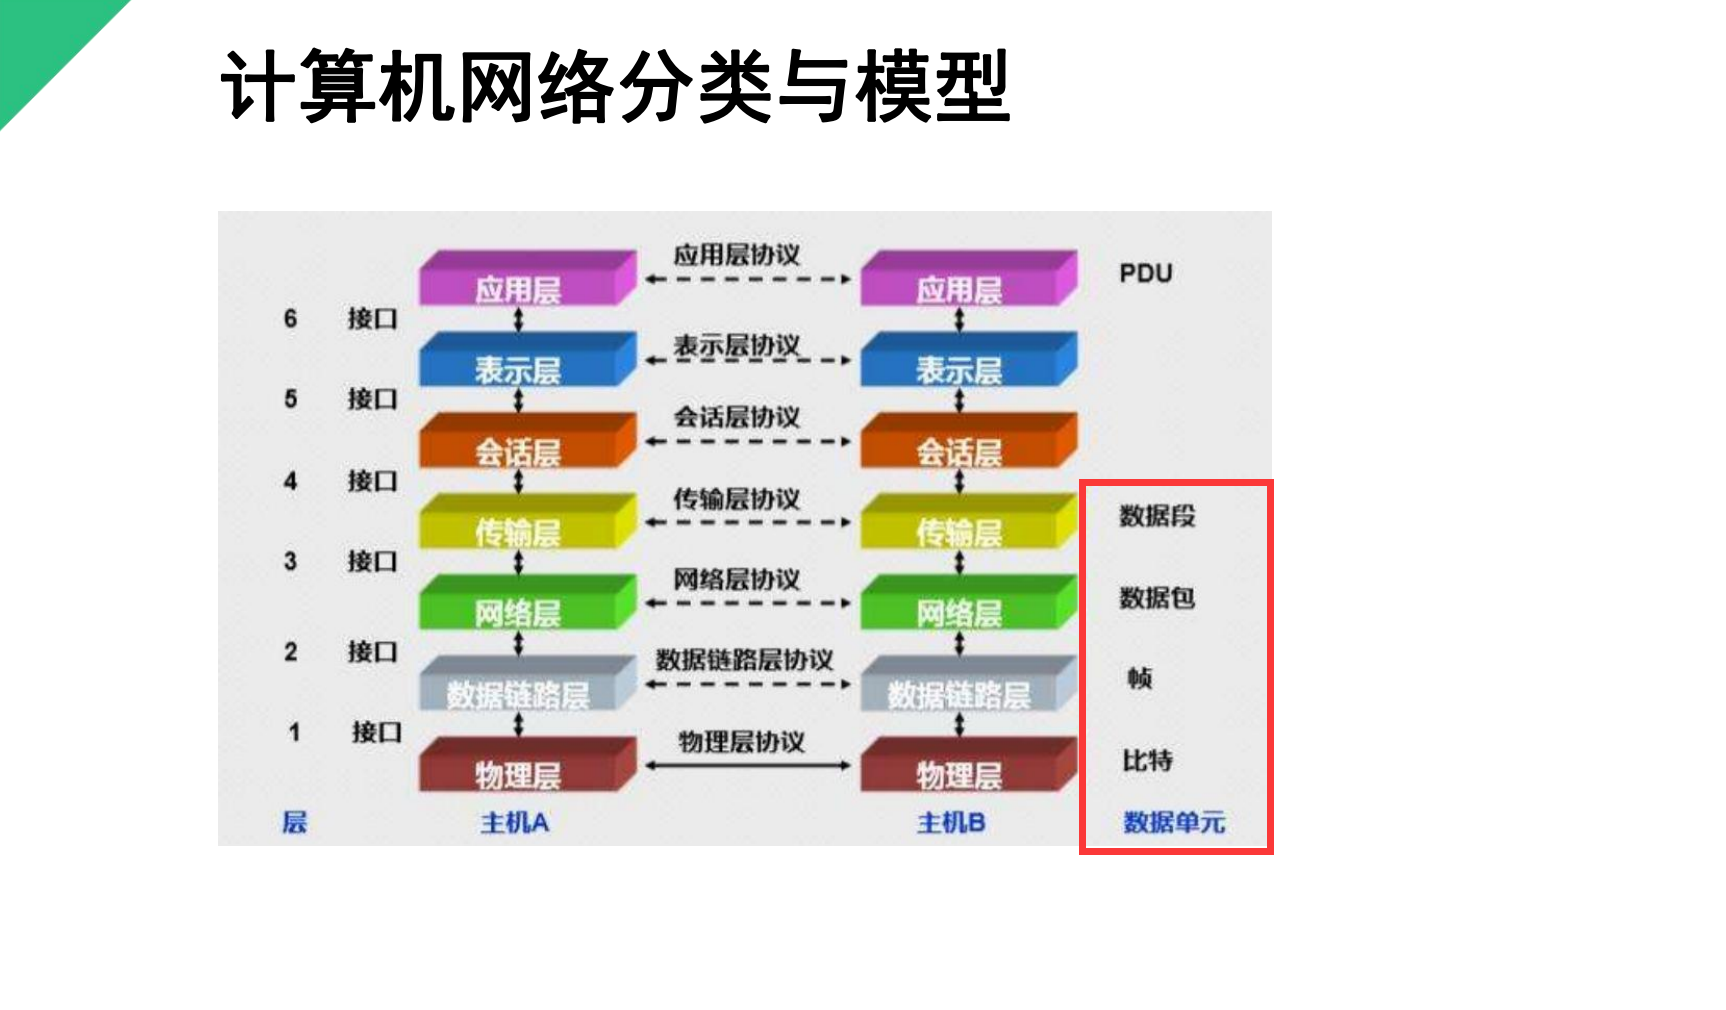 计算机网络分类与模型
应用层 应用层协议 应用层 PDU
6 接口
表示层 表示层协议 表示层
5 接口
会话层 会话层协议 会话层
4 接口
传输层 传输层协议 传输层 数据段
3 接口
网络层 网络层协议 网络层 数据包
2 接口
数据链路层 数据链路层协议 数据链路层 帧
1 接口
物理层 物理层协议 物理层 比特
层 主机A 主机B 数据单元